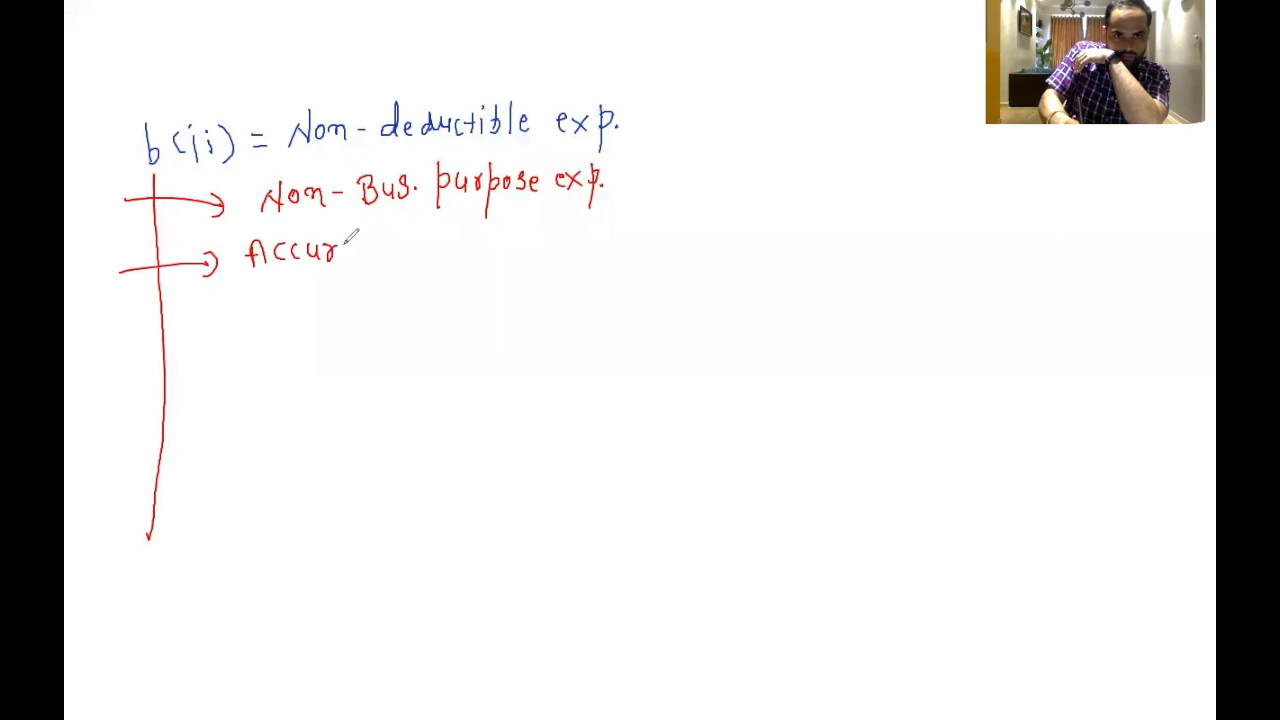 b(ii) = Non-deductible exp.
Non-Bus. purpose exp.
Accur